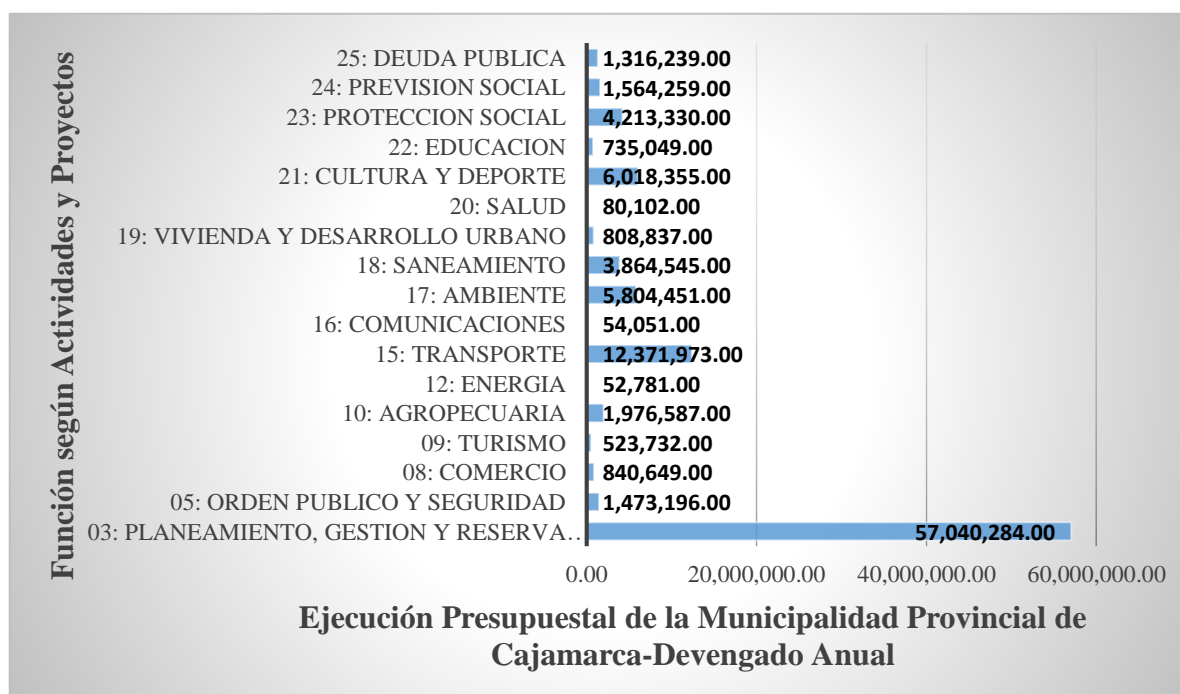 Función según Actividades y Proyectos
25: DEUDA PUBLICA 1,316,239.00
24: PREVISION SOCIAL 1,564,259.00
23: PROTECCION SOCIAL 4,213,330.00
22: EDUCACION 735,049.00
21: CULTURA Y DEPORTE 6,018,355.00
20: SALUD 80,102.00
19: VIVIENDA Y DESARROLLO URBANO 808,837.00
18: SANEAMIENTO 3,864,545.00
17: AMBIENTE 5,804,451.00
16: COMUNICACIONES 54,051.00
15: TRANSPORTE 12,371,973.00
12: ENERGIA 52,781.00
10: AGROPECUARIA 1,976,587.00
09: TURISMO 523,732.00
08: COMERCIO 840,649.00
05: ORDEN PUBLICO Y SEGURIDAD 1,473,196.00
03: PLANEAMIENTO, GESTION Y RESERVA.. 57,040,284.00
0.00 20,000,000.00 40,000,000.00 60,000,000.00
Ejecución Presupuestal de la Municipalidad Provincial de
Cajamarca-Devengado Anual